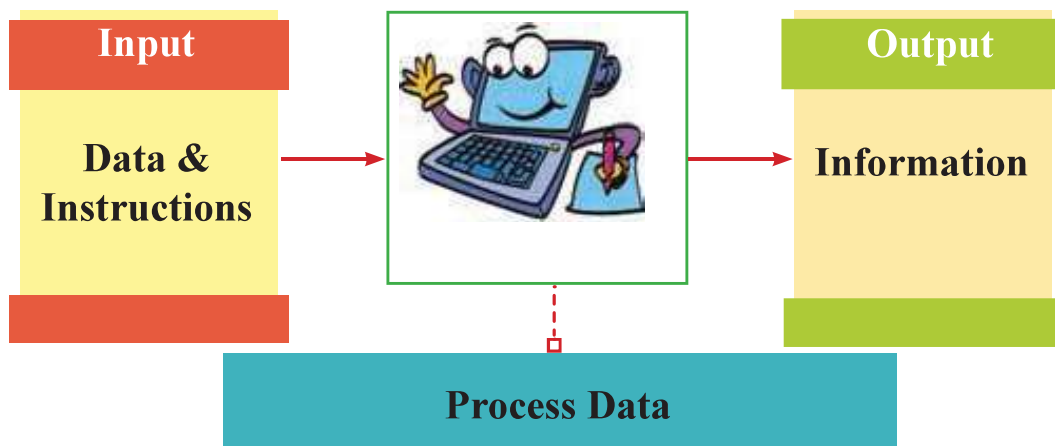 Input
Data &
Instructions
Output
Information
Process Data